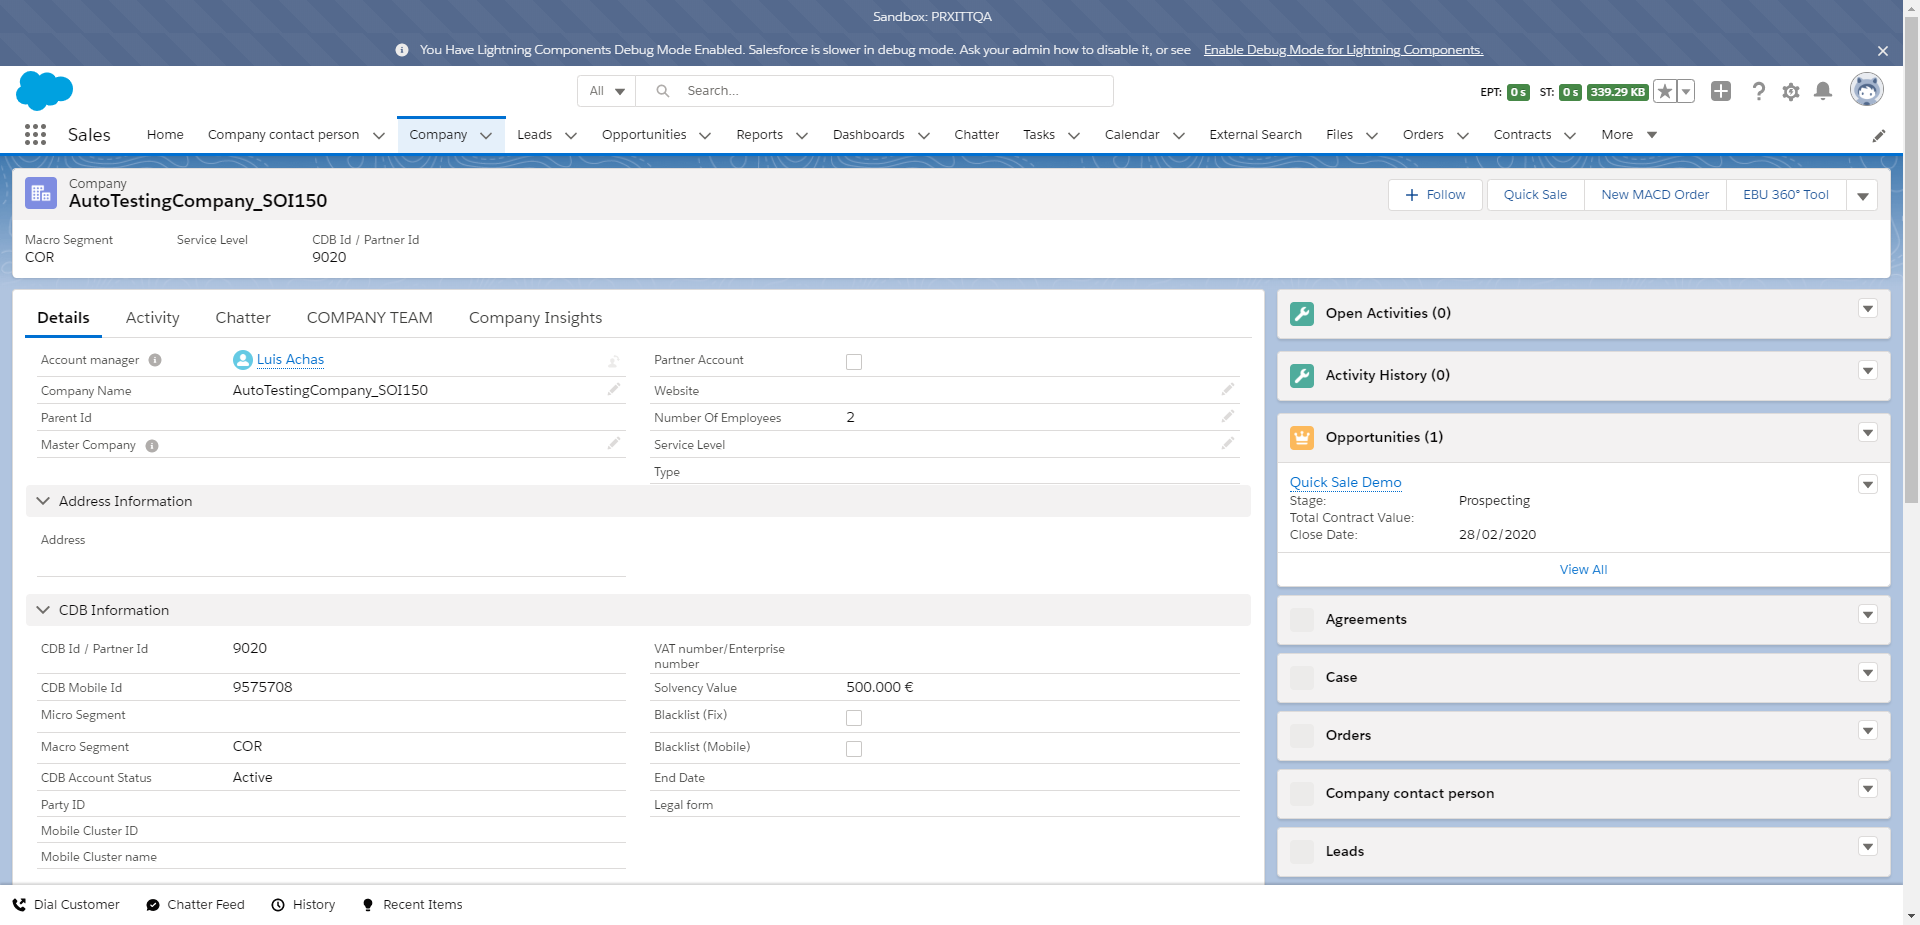 Sandbox: PRXITTQA
You Have Lightning Components Debug Mode Enabled. Salesforce is slower in debug mode. Ask your admin how to disable it, or see Enable Debug Mode for Lightning Components.
All Search... EPT: 0 s ST: 0 s 339.29 KB
Sales Home Company contact person Company Leads Opportunities Reports Dashboards Chatter Tasks Calendar External Search Files Orders Contracts More
Company
AutoTestingCompany_SOI150
Follow Quick Sale New MACD Order EBU 360° Tool
Macro Segment Service Level CDB Id / Partner Id
COR 9020
Details Activity Chatter COMPANY TEAM Company Insights
Account manager Luis Achas Partner Account
Company Name AutoTestingCompany_SOI150 Website
Parent Id Number Of Employees 2
Master Company Service Level
Type
Address Information
Address
CDB Information
CDB Id / Partner Id 9020 VAT number/Enterprise
number
CDB Mobile Id 9575708 Solvency Value 500.000 €
Micro Segment Blacklist (Fix)
Macro Segment COR Blacklist (Mobile)
CDB Account Status Active End Date
Party ID Legal form
Mobile Cluster ID
Mobile Cluster name
Open Activities (0)
Activity History (0)
Opportunities (1)
Quick Sale Demo
Stage: Prospecting
Total Contract Value:
Close Date: 28/02/2020
View All
Agreements
Case
Orders
Company contact person
Leads
Dial Customer Chatter Feed History Recent Items